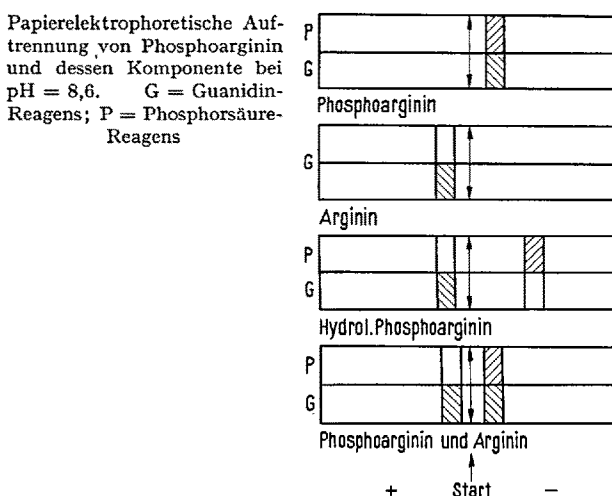 Papierelektrophoretische Auf-
trennung von Phosphoarginin
und dessen Komponente bei
pH = 8,6. G = Guanidin-
Reagens; P = Phosphorsäure-
Reagens
P
G
Phosphoarginin
G
Arginin
P
G
Hydrol.Phosphoarginin
P
G
Phosphoarginin und Arginin
+ Start −